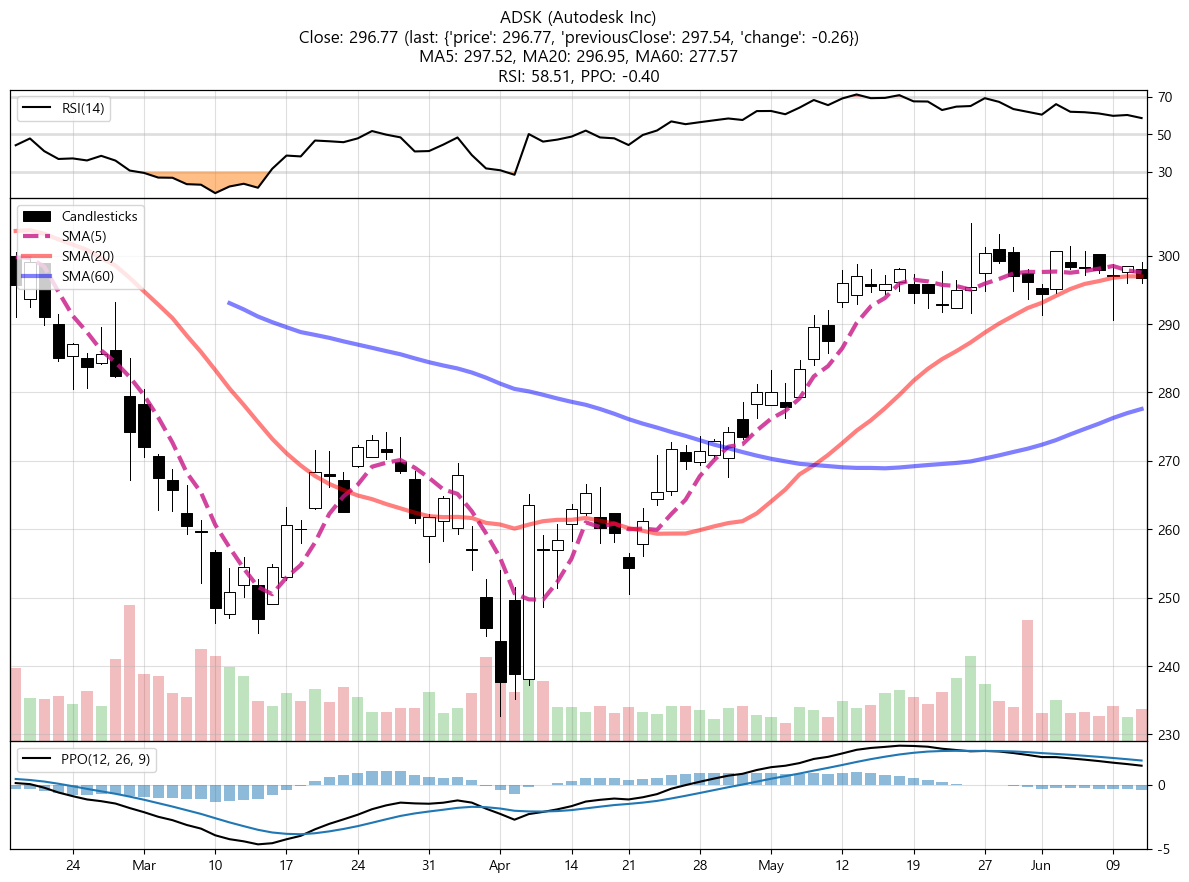 ADSK (Autodesk Inc)
Close: 296.77 (last: {'price': 296.77, 'previousClose': 297.54, 'change': -0.26})
MA5: 297.52, MA20: 296.95, MA60: 277.57
RSI: 58.51, PPO: -0.40
RSI(14)
70
50
30
Candlesticks
SMA(5)
SMA(20)
SMA(60)
300
290
280
270
260
250
240
230
PPO(12, 26, 9)
0
-5
24 Mar 10 17 24 31 Apr 14 21 28 May 12 19 27 Jun 09